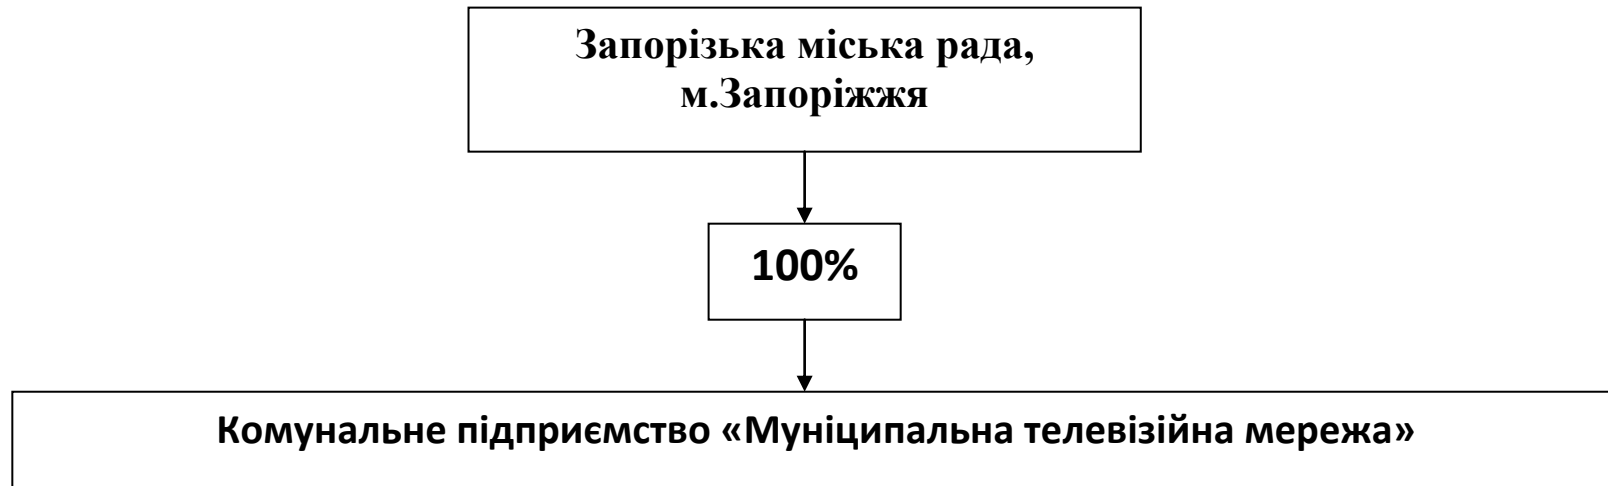 Запорізька міська рада,
м.Запоріжжя
100%
Комунальне підприємство «Муніципальна телевізійна мережа»